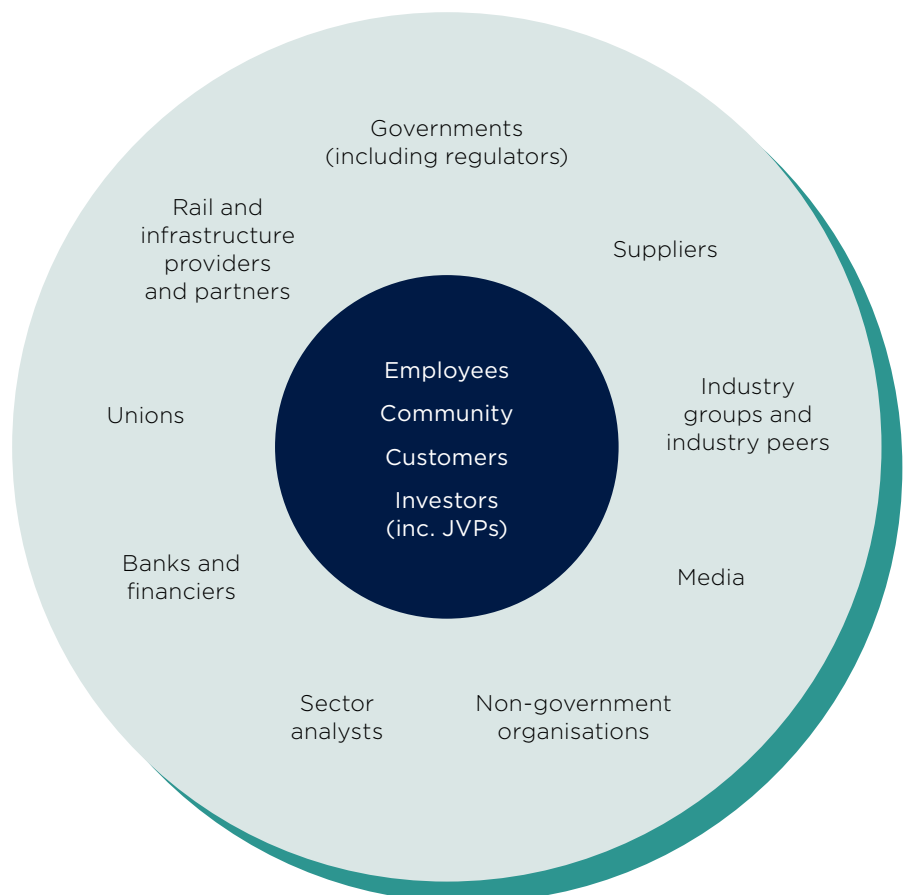 Governments
(including regulators)
Rail and
infrastructure
providers
and partners
Suppliers
Employees
Community
Customers
Investors
(inc. JVPs)
Unions
Industry
groups and
industry peers
Banks and
financiers
Media
Sector
analysts
Non-government
organisations